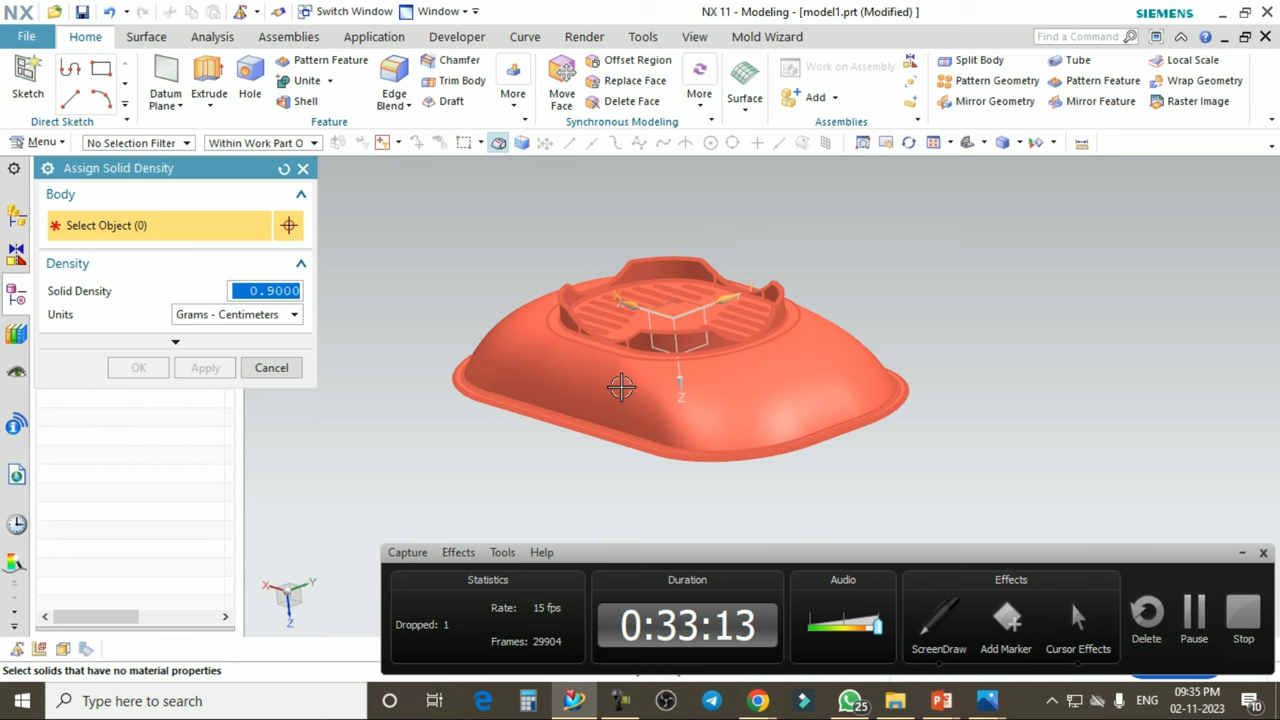 NX
Switch Window
Window
NX 11 - Modeling - [model1.prt (Modified) ]
SIEMENS
File
Home
Surface
Analysis
Assemblies
Application
Developer
Curve
Render
Tools
View
Mold Wizard
Find a Command
Sketch
Direct Sketch
Datum Plane
Extrude
Hole
Pattern Feature
Unite
Shell
Feature
Edge Blend
Chamfer
Trim Body
Draft
More
Move Face
Offset Region
Replace Face
Delete Face
Synchronous Modeling
More
Surface
Work on Assembly
Add
Assemblies
Split Body
Pattern Geometry
Mirror Geometry
Tube
Pattern Feature
Mirror Feature
Local Scale
Wrap Geometry
Raster Image
Menu
No Selection Filter
Within Work Part O
Assign Solid Density
Body
* Select Object (0)
Density
Solid Density
0.9000
Units
Grams - Centimeters
OK
Apply
Cancel
Z
X
Y
Z
Capture
Effects
Tools
Help
Statistics
Rate: 15 fps
Dropped: 1
Frames: 29904
Duration
0:33:13
Audio
Effects
ScreenDraw
Add Marker
Cursor Effects
Delete
Pause
Stop
Select solids that have no material properties
Type here to search
25
ENG
09:35 PM
02-11-2023
10